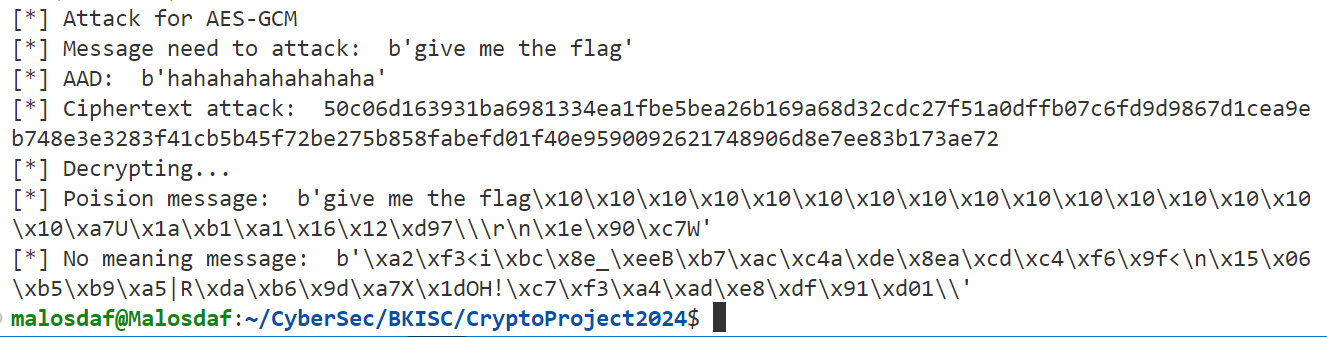 [*] Attack for AES-GCM
[*] Message need to attack:  b'give me the flag'
[*] AAD:  b'hahahahahahahaha'
[*] Ciphertext attack:  50c06d163931ba6981334ea1fbe5bea26b169a68d32cdc27f51a0dffb07c6fd9d9867d1cea9e
b748e3e3283f41cb5b45f72be275b858fabefd01f40e9590092621748906d8e7ee83b173ae72
[*] Decrypting...
[*] Poision message:  b'give me the flag\x10\x10\x10\x10\x10\x10\x10\x10\x10\x10\x10\x10\x10\x10\x10
\x10\xa7U\x1a\xb1\xa1\x16\x12\xd97\\\r\n\x1e\x90\xc7W'
[*] No meaning message:  b'\xa2\xf3<i\xbc\x8e_\xeeB\xb7\xac\xc4a\xde\x8ea\xcd\xc4\xf6\x9f<\n\x15\x06
\xb5\xb9\xa5|R\xda\xb6\x9d\xa7X\x1dOH!\xc7\xf3\xa4\xad\xe8\xdf\x91\xd01\\'
malosdaf@Malosdaf:~/CyberSec/BKISC/CryptoProject2024$